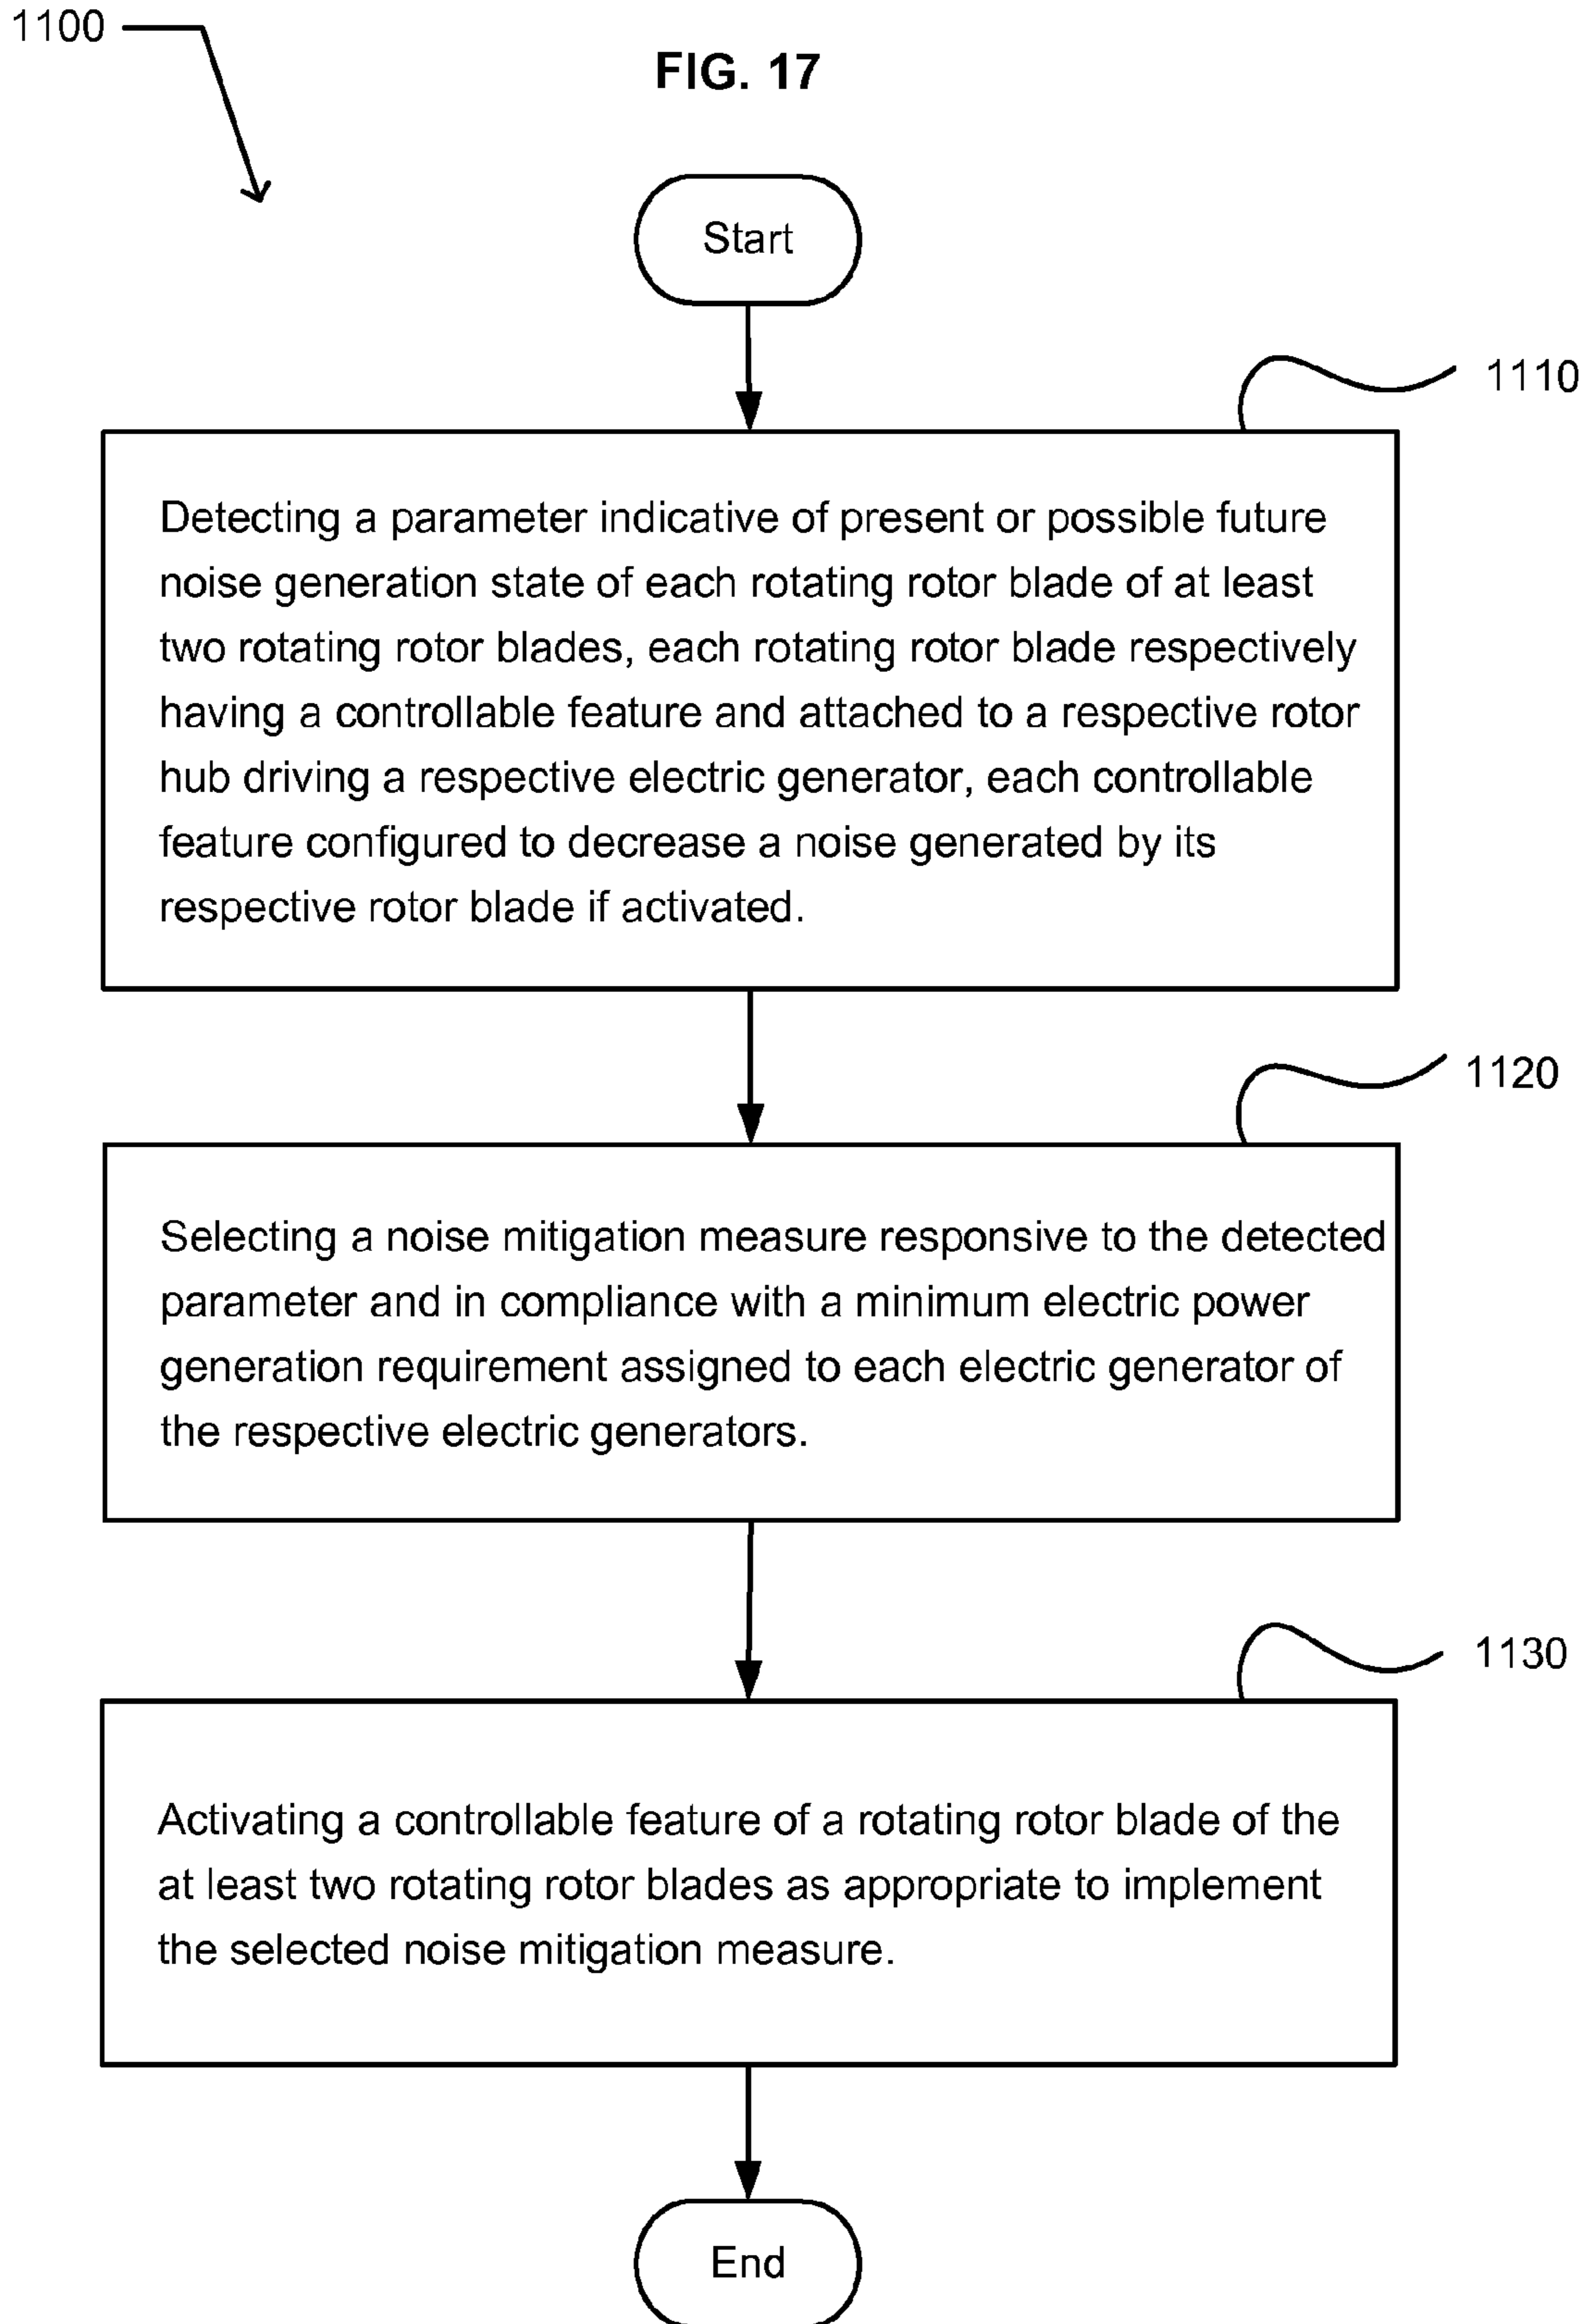 1100
FIG. 17
Start
1110
Detecting a parameter indicative of present or possible future
noise generation state of each rotating rotor blade of at least
two rotating rotor blades, each rotating rotor blade respectively
having a controllable feature and attached to a respective rotor
hub driving a respective electric generator, each controllable
feature configured to decrease a noise generated by its
respective rotor blade if activated.
1120
Selecting a noise mitigation measure responsive to the detected
parameter and in compliance with a minimum electric power
generation requirement assigned to each electric generator of
the respective electric generators.
1130
Activating a controllable feature of a rotating rotor blade of the
at least two rotating rotor blades as appropriate to implement
the selected noise mitigation measure.
End